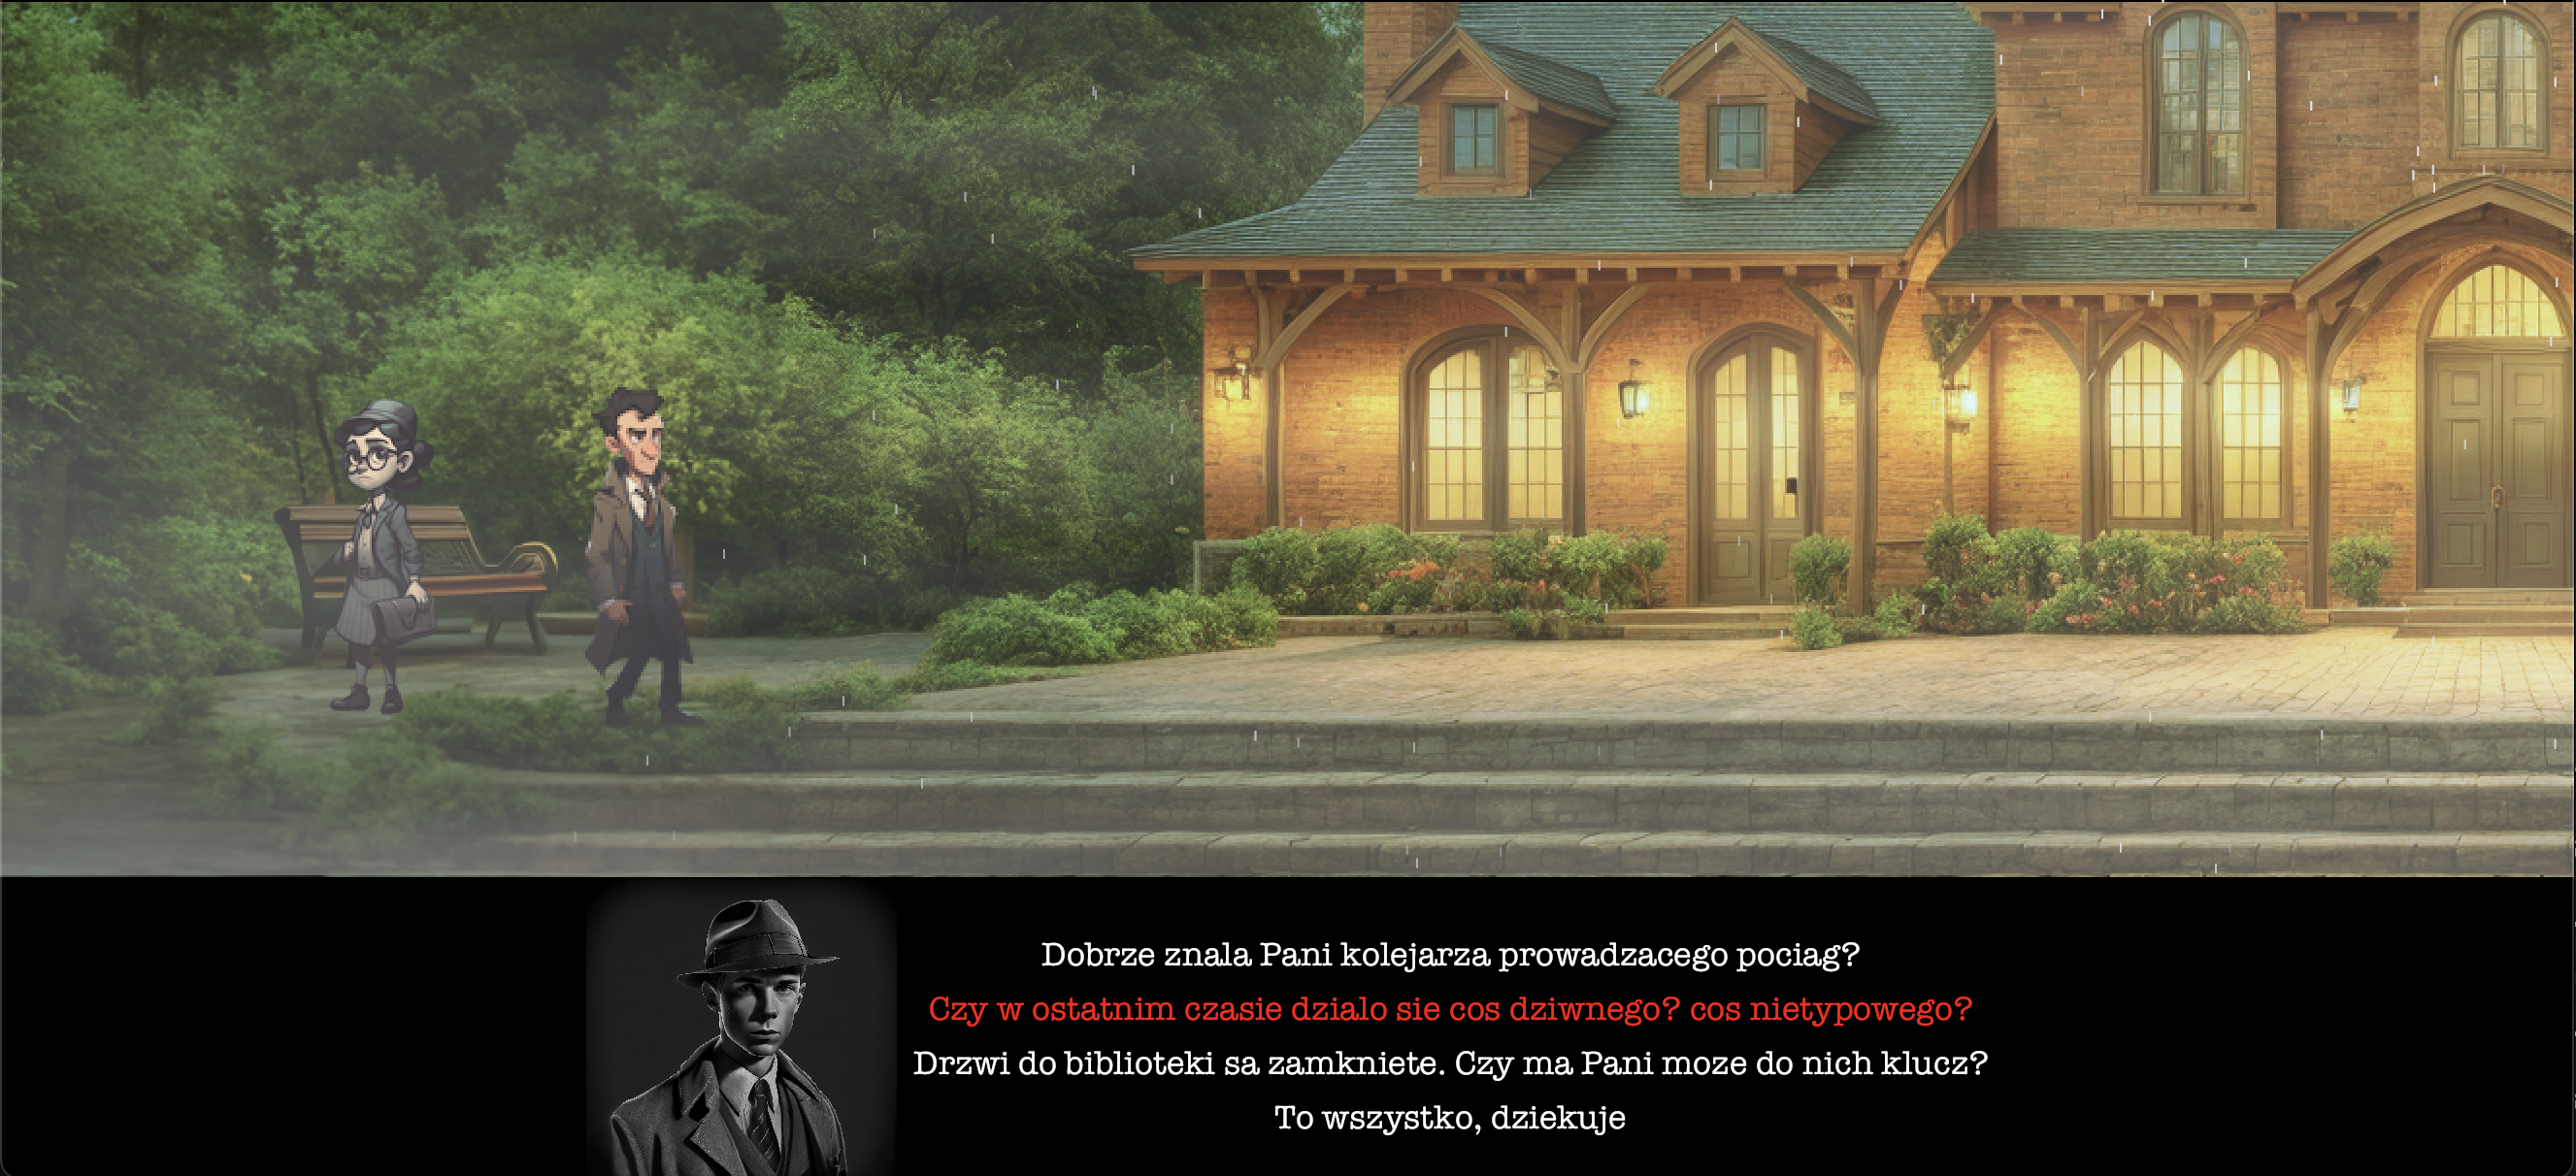 Dobrze znala Pani kolejarza prowadzacego pociag?
Czy w ostatnim czasie dzialo sie cos dziwnego? cos nietypowego?
Drzwi do biblioteki sa zamkniete. Czy ma Pani moze do nich klucz?
To wszystko, dziekuje